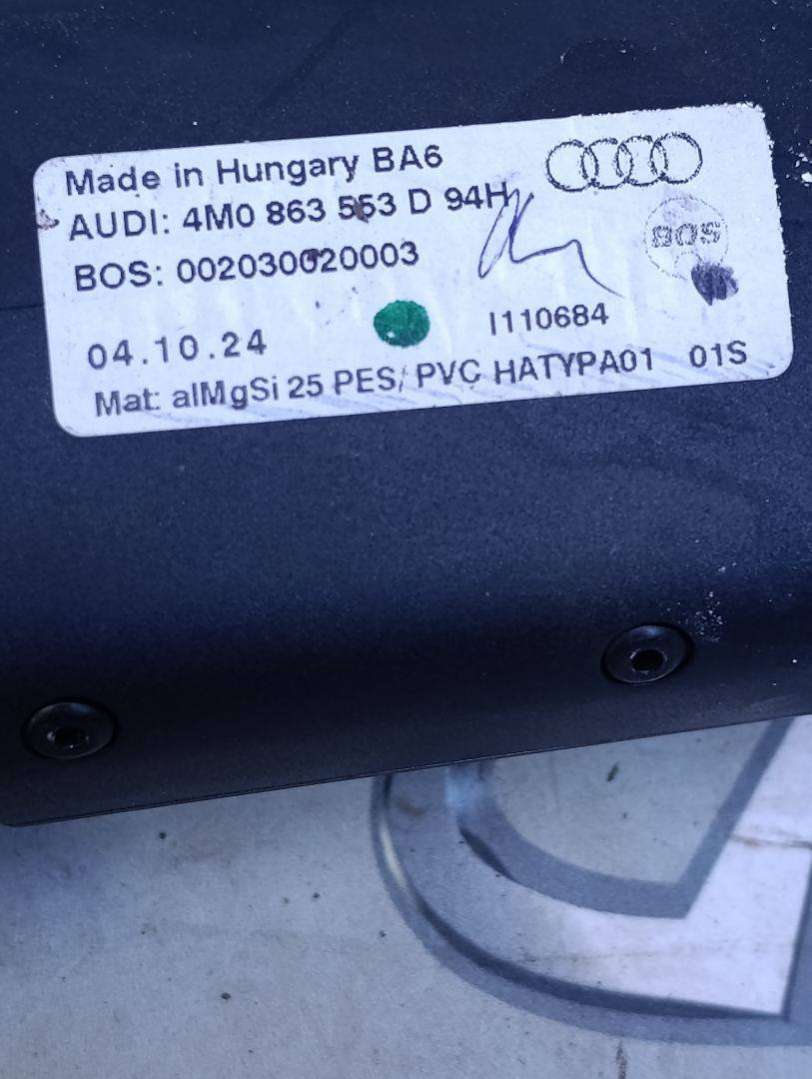 Made in Hungary BA6
AUDI: 4M0 863 553 D 94H
BOS: 002030020003
BOS
04.10.24
I110684
Mat: alMgSi 25 PES/ PVC HATYPA01 01S